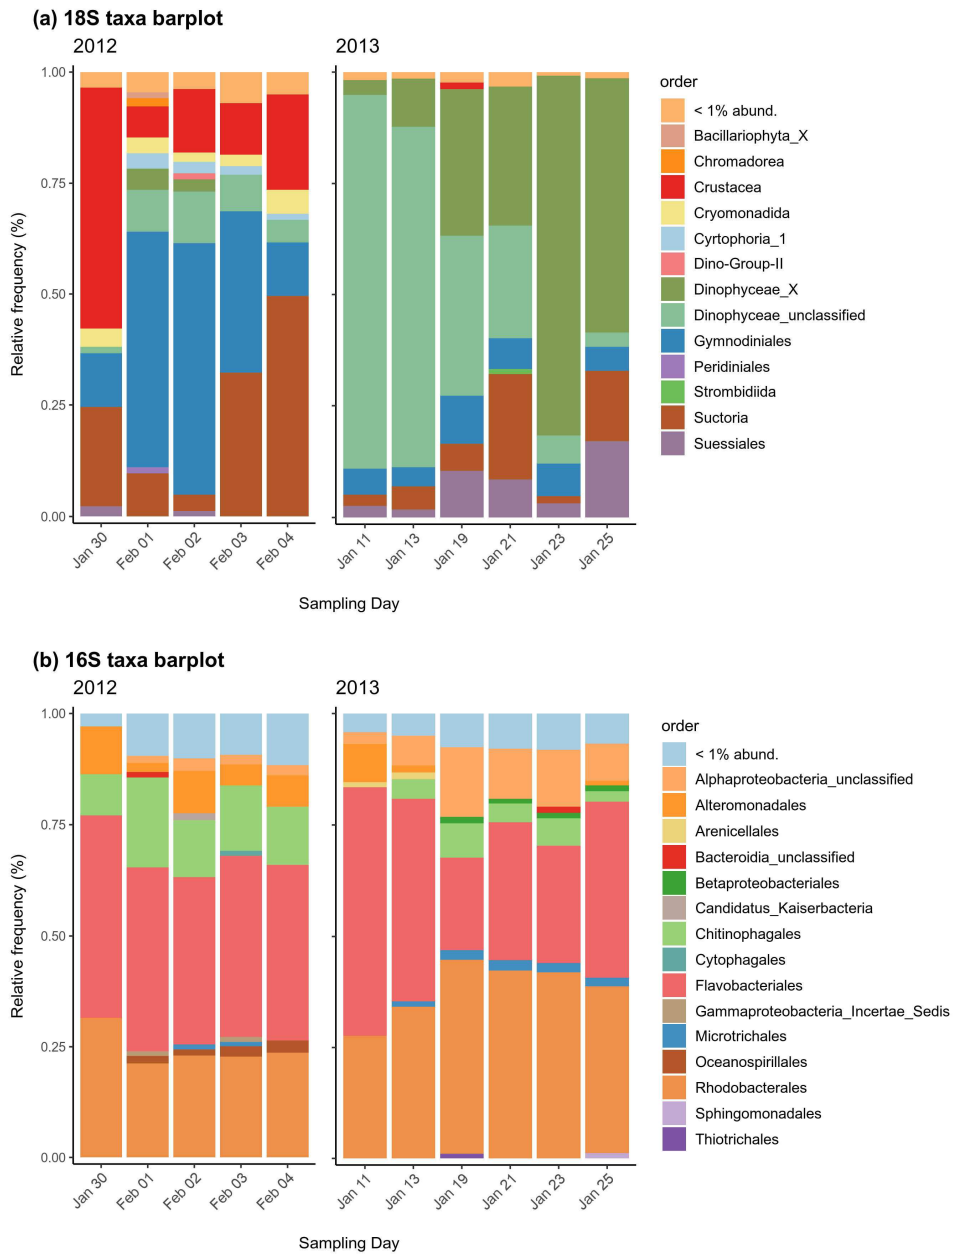 (a) 18S taxa barplot
2012
2013
1.00
0.75
0.50
0.25
0.00
Relative frequency (%)
Jan 30
Feb 01
Feb 02
Feb 03
Feb 04
Jan 11
Jan 13
Jan 19
Jan 21
Jan 23
Jan 25
Sampling Day
order
< 1% abund.
Bacillariophyta_X
Chromadorea
Crustacea
Cryomonadida
Cyrtophoria_1
Dino-Group-II
Dinophyceae_X
Dinophyceae_unclassified
Gymnodiniales
Peridiniales
Strombidiida
Suctoria
Suessiales
(b) 16S taxa barplot
2012
2013
1.00
0.75
0.50
0.25
0.00
Relative frequency (%)
Jan 30
Feb 01
Feb 02
Feb 03
Feb 04
Jan 11
Jan 13
Jan 19
Jan 21
Jan 23
Jan 25
Sampling Day
order
< 1% abund.
Alphaproteobacteria_unclassified
Alteromonadales
Arenicellales
Bacteroidia_unclassified
Betaproteobacteriales
Candidatus_Kaiserbacteria
Chitinophagales
Cytophagales
Flavobacteriales
Gammaproteobacteria_Incertae_Sedis
Microtrichales
Oceanospirillales
Rhodobacterales
Sphingomonadales
Thiotrichales